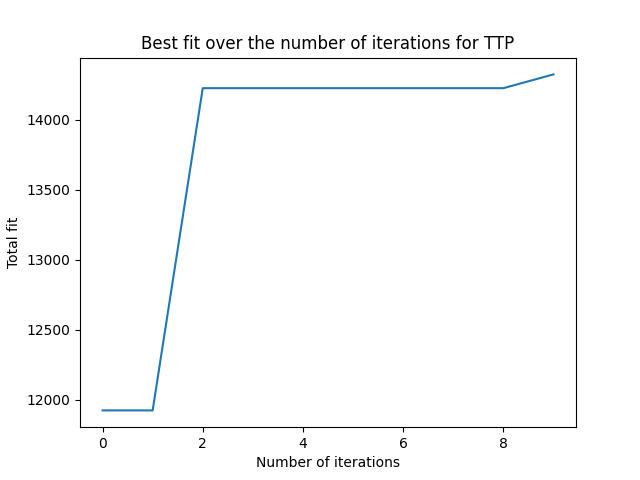 Best fit over the number of iterations for TTP
14000
13500
13000
12500
12000
Total fit
0 2 4 6 8
Number of iterations